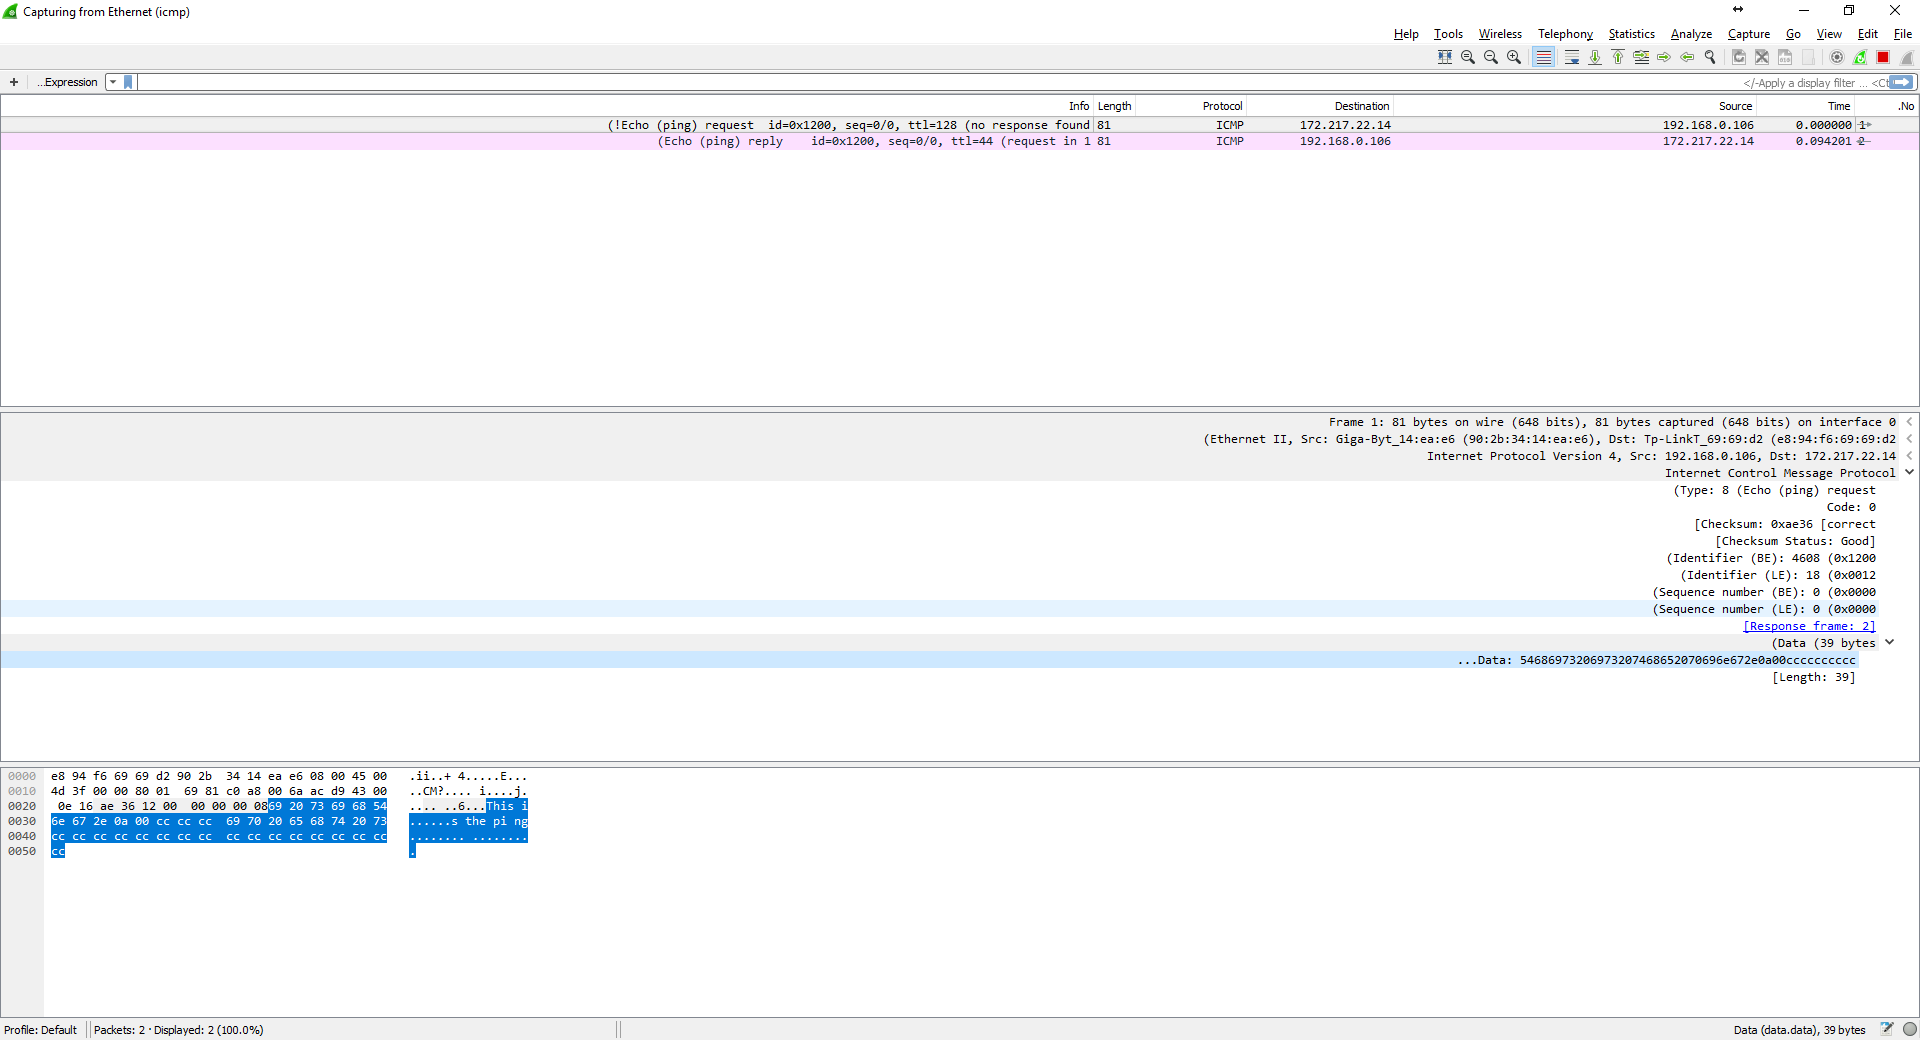 Capturing from Ethernet (icmp)
Help Tools Wireless Telephony Statistics Analyze Capture Go View Edit File
+ ...Expression </-Apply a display filter ... <Ct
Info Length Protocol Destination Source Time .No
(!Echo (ping) request id=0x1200, seq=0/0, ttl=128 (no response found 81 ICMP 172.217.22.14 192.168.0.106 0.000000 1
(Echo (ping) reply id=0x1200, seq=0/0, ttl=44 (request in 1 81 ICMP 192.168.0.106 172.217.22.14 0.094201 2
Frame 1: 81 bytes on wire (648 bits), 81 bytes captured (648 bits) on interface 0
(Ethernet II, Src: Giga-Byt_14:ea:e6 (90:2b:34:14:ea:e6), Dst: Tp-LinkT_69:69:d2 (e8:94:f6:69:69:d2
Internet Protocol Version 4, Src: 192.168.0.106, Dst: 172.217.22.14
Internet Control Message Protocol
(Type: 8 (Echo (ping) request
Code: 0
[Checksum: 0xae36 [correct
[Checksum Status: Good]
(Identifier (BE): 4608 (0x1200
(Identifier (LE): 18 (0x0012
(Sequence number (BE): 0 (0x0000
(Sequence number (LE): 0 (0x0000
[Response frame: 2]
(Data (39 bytes
...Data: 54686973206973207468652070696e672e0a00cccccccccc
[Length: 39]
0000 e8 94 f6 69 69 d2 90 2b 34 14 ea e6 08 00 45 00 .ii..+ 4.....E...
0010 4d 3f 00 00 80 01 69 81 c0 a8 00 6a ac d9 43 00 ..CM?.... i....j.
0020 0e 16 ae 36 12 00 00 00 00 08 69 20 73 69 68 54 .... ..6...This i
0030 6e 67 2e 0a 00 cc cc cc 69 70 20 65 68 74 20 73 ......s the pi ng
0040 cc cc cc cc cc cc cc cc cc cc cc cc cc cc cc cc ........ ........
0050 cc .
Profile: Default Packets: 2 · Displayed: 2 (100.0%) Data (data.data), 39 bytes